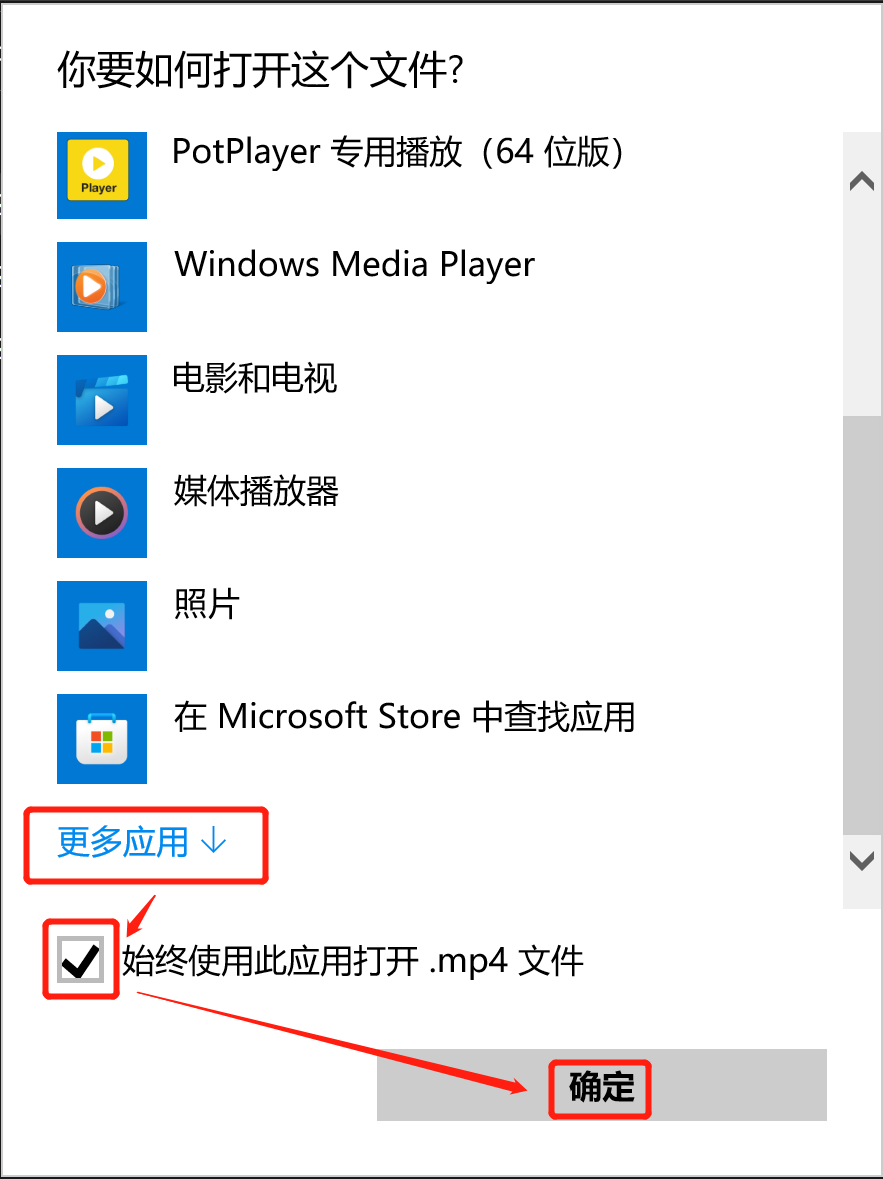 你要如何打开这个文件?
Player
PotPlayer 专用播放（64 位版）
Windows Media Player
电影和电视
媒体播放器
照片
在 Microsoft Store 中查找应用
更多应用 ↓
始终使用此应用打开 .mp4 文件
确定